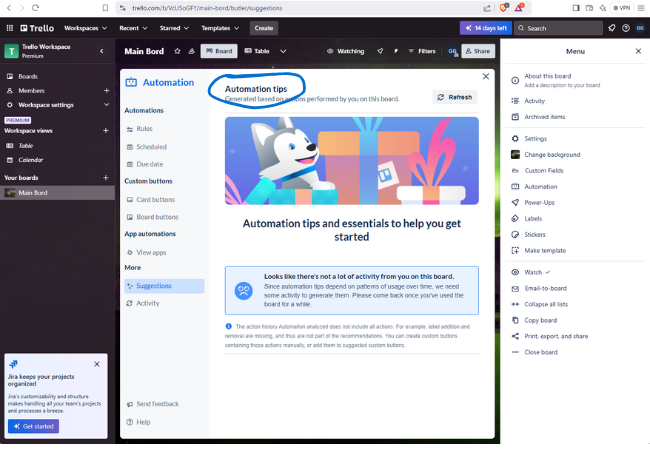 trello.com/b/VcUSoGFY/main-bord/butler/suggestions
VPN
Trello
Workspaces
Recent
Starred
Templates
Create
14 days left
Search
Trello Workspace
Premium
Boards
Members
Workspace settings
PREMIUM
Workspace views
Table
Calendar
Your boards
Main Bord
Jira keeps your projects
organized
Jira's customizability and structure
makes handling all your team's projects
and processes a breeze.
Get started
Main Bord
Board
Table
Watching
Filters
GG
Share
Automation
Automations
Rules
Scheduled
Due date
Custom buttons
Card buttons
Board buttons
App automations
View apps
More
Suggestions
Activity
Send feedback
Help
Automation tips
Generated based on actions performed by you on this board.
Refresh
Automation tips and essentials to help you get
started
Looks like there's not a lot of activity from you on this board.
Since automation tips depend on patterns of usage over time, we need
some activity to generate them. Please come back once you've used the
board for a while.
The action history Automation analyzed does not include all actions. For example, label addition and
removal are missing, and thus are not part of the recommendations. You can create custom buttons
containing those actions manually, or add them to suggested custom buttons.
Menu
About this board
Add a description to your board
Activity
Archived items
Settings
Change background
Custom Fields
Automation
Power-Ups
Labels
Stickers
Make template
Watch
Email-to-board
Collapse all lists
Copy board
Print, export, and share
Close board